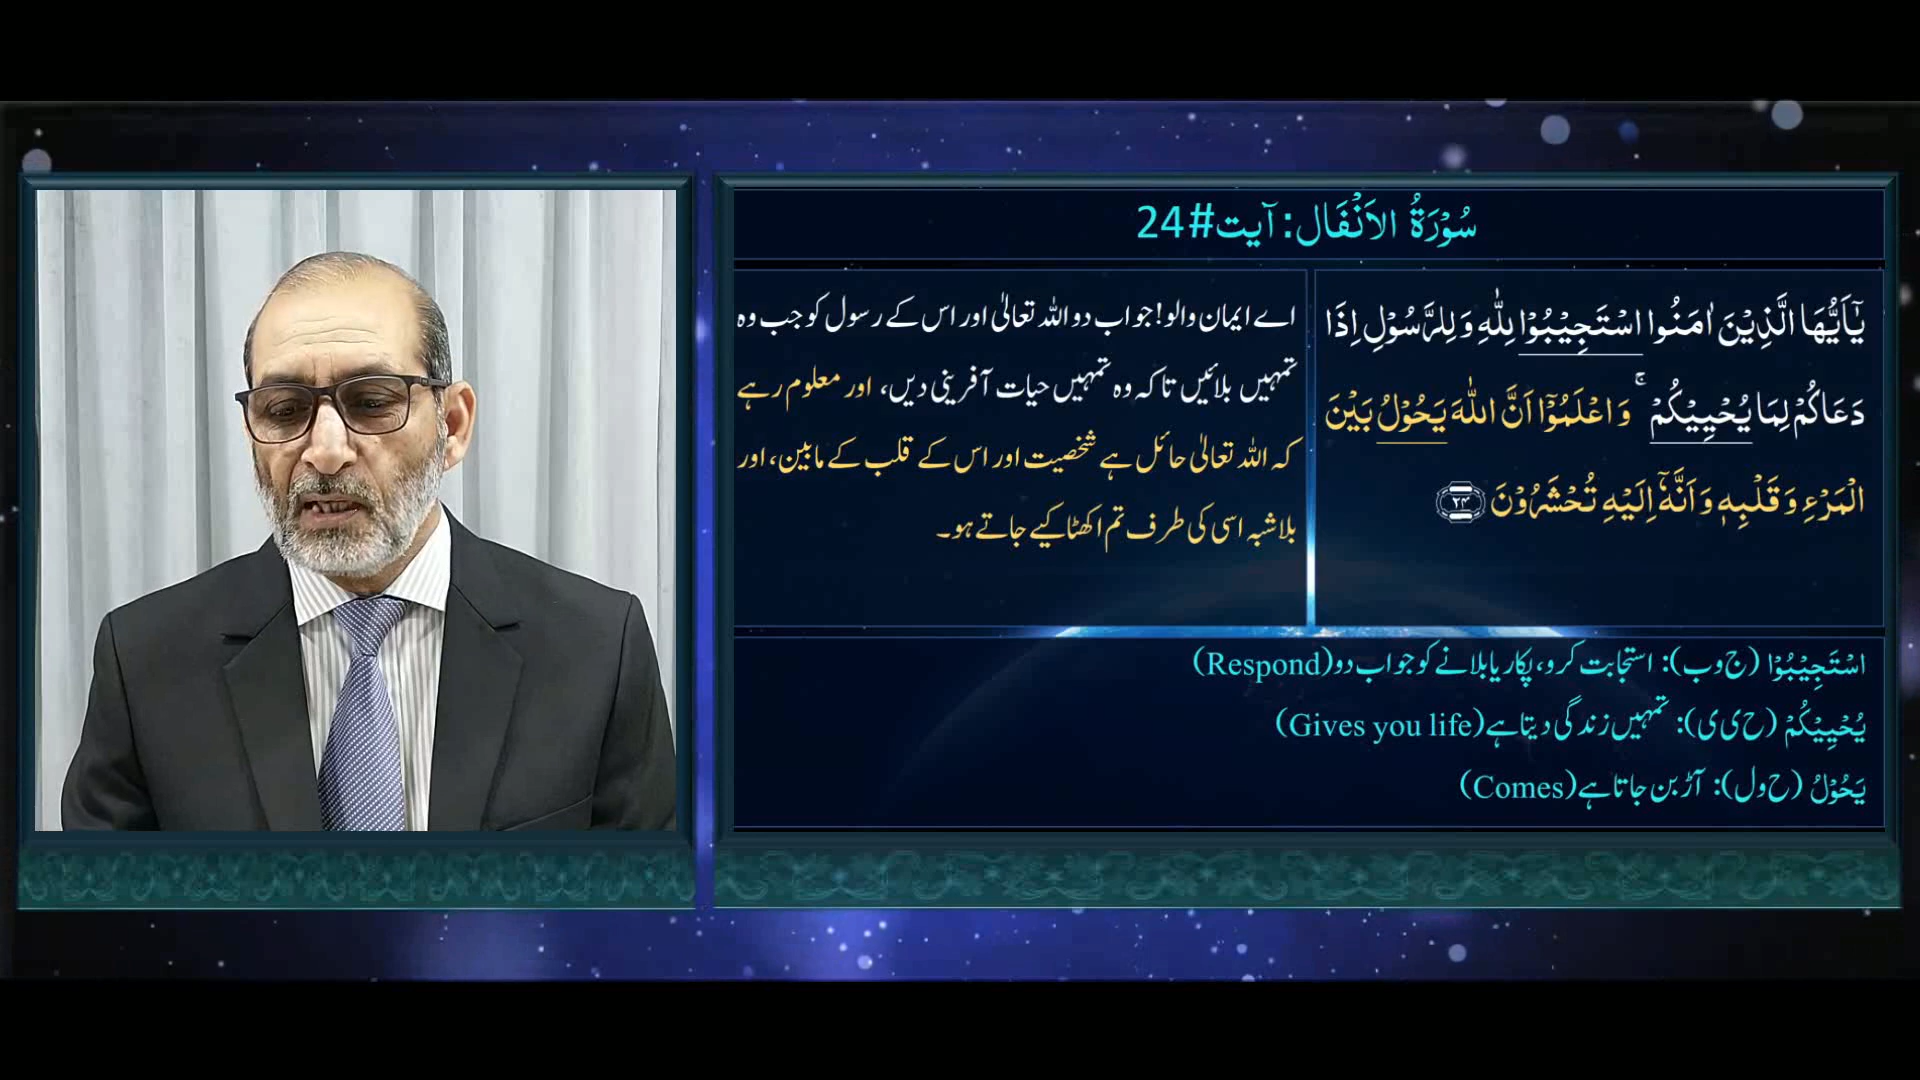 سُوْرَةُ الاَنْفَال: آیت#24
يٰٓاَيُّهَا الَّذِيْنَ اٰمَنُوا اسْتَجِيْبُوْا لِلّٰهِ وَ لِلرَّسُوْلِ اِذَا
دَعَاكُمْ لِمَا يُحْيِيْكُمْ ۚ وَ اعْلَمُوْٓا اَنَّ اللّٰهَ يَحُوْلُ بَيْنَ
الْمَرْءِ وَ قَلْبِهٖ وَ اَنَّهٗٓ اِلَيْهِ تُحْشَرُوْنَ ۲۴
اے ایمان والو! جواب دو اللہ تعالیٰ اور اس کے رسول کو جب وہ
تمہیں بلائیں تاکہ وہ تمہیں حیات آفرینی دیں، اور معلوم رہے
کہ اللہ تعالیٰ حائل ہے شخصیت اور اس کے قلب کے مابین، اور
بلاشبہ اسی کی طرف تم اکھٹا کیے جاتے ہو۔
اسْتَجِيْبُوْا (ج و ب): استجابت کرو، پکار یا بلانے کو جواب دو (Respond)
يُحْيِيْكُمْ (ح ی ی): تمہیں زندگی دیتا ہے (Gives you life)
يَحُوْلُ (ح و ل): آڑ بن جاتا ہے (Comes)